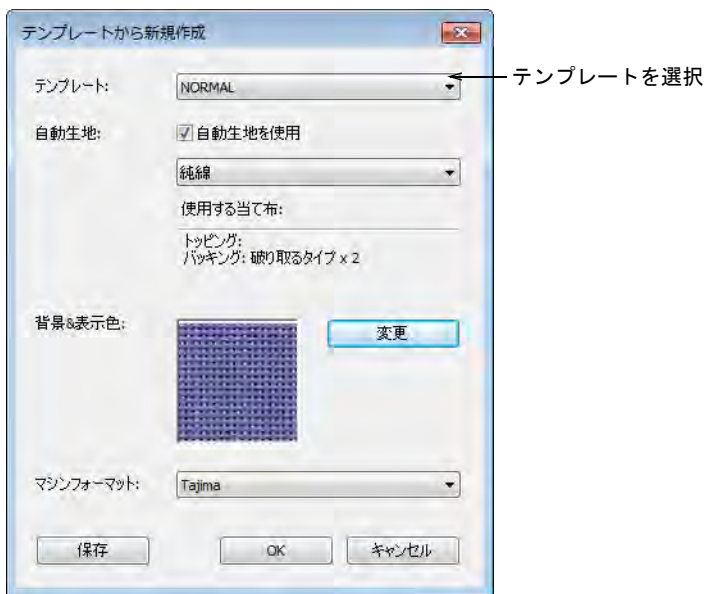 テンプレートから新規作成
テンプレート: NORMAL
テンプレートを選択
自動生地: 自動生地を使用
純綿
使用する当て布:
トッピング:
バッキング: 破り取るタイプ x 2
背景&表示色: 変更
マシンフォーマット: Tajima
保存 OK キャンセル